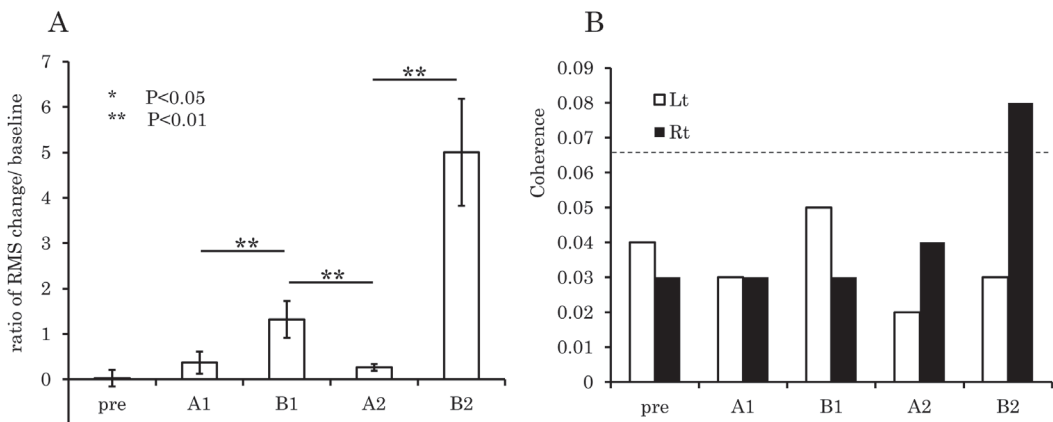 A
ratio of RMS change/ baseline
7
6
5
4
3
2
1
0
* P<0.05
** P<0.01
**
**
**
pre A1 B1 A2 B2
B
Coherence
0.09
0.08
0.07
0.06
0.05
0.04
0.03
0.02
0.01
0
Lt
Rt
pre A1 B1 A2 B2